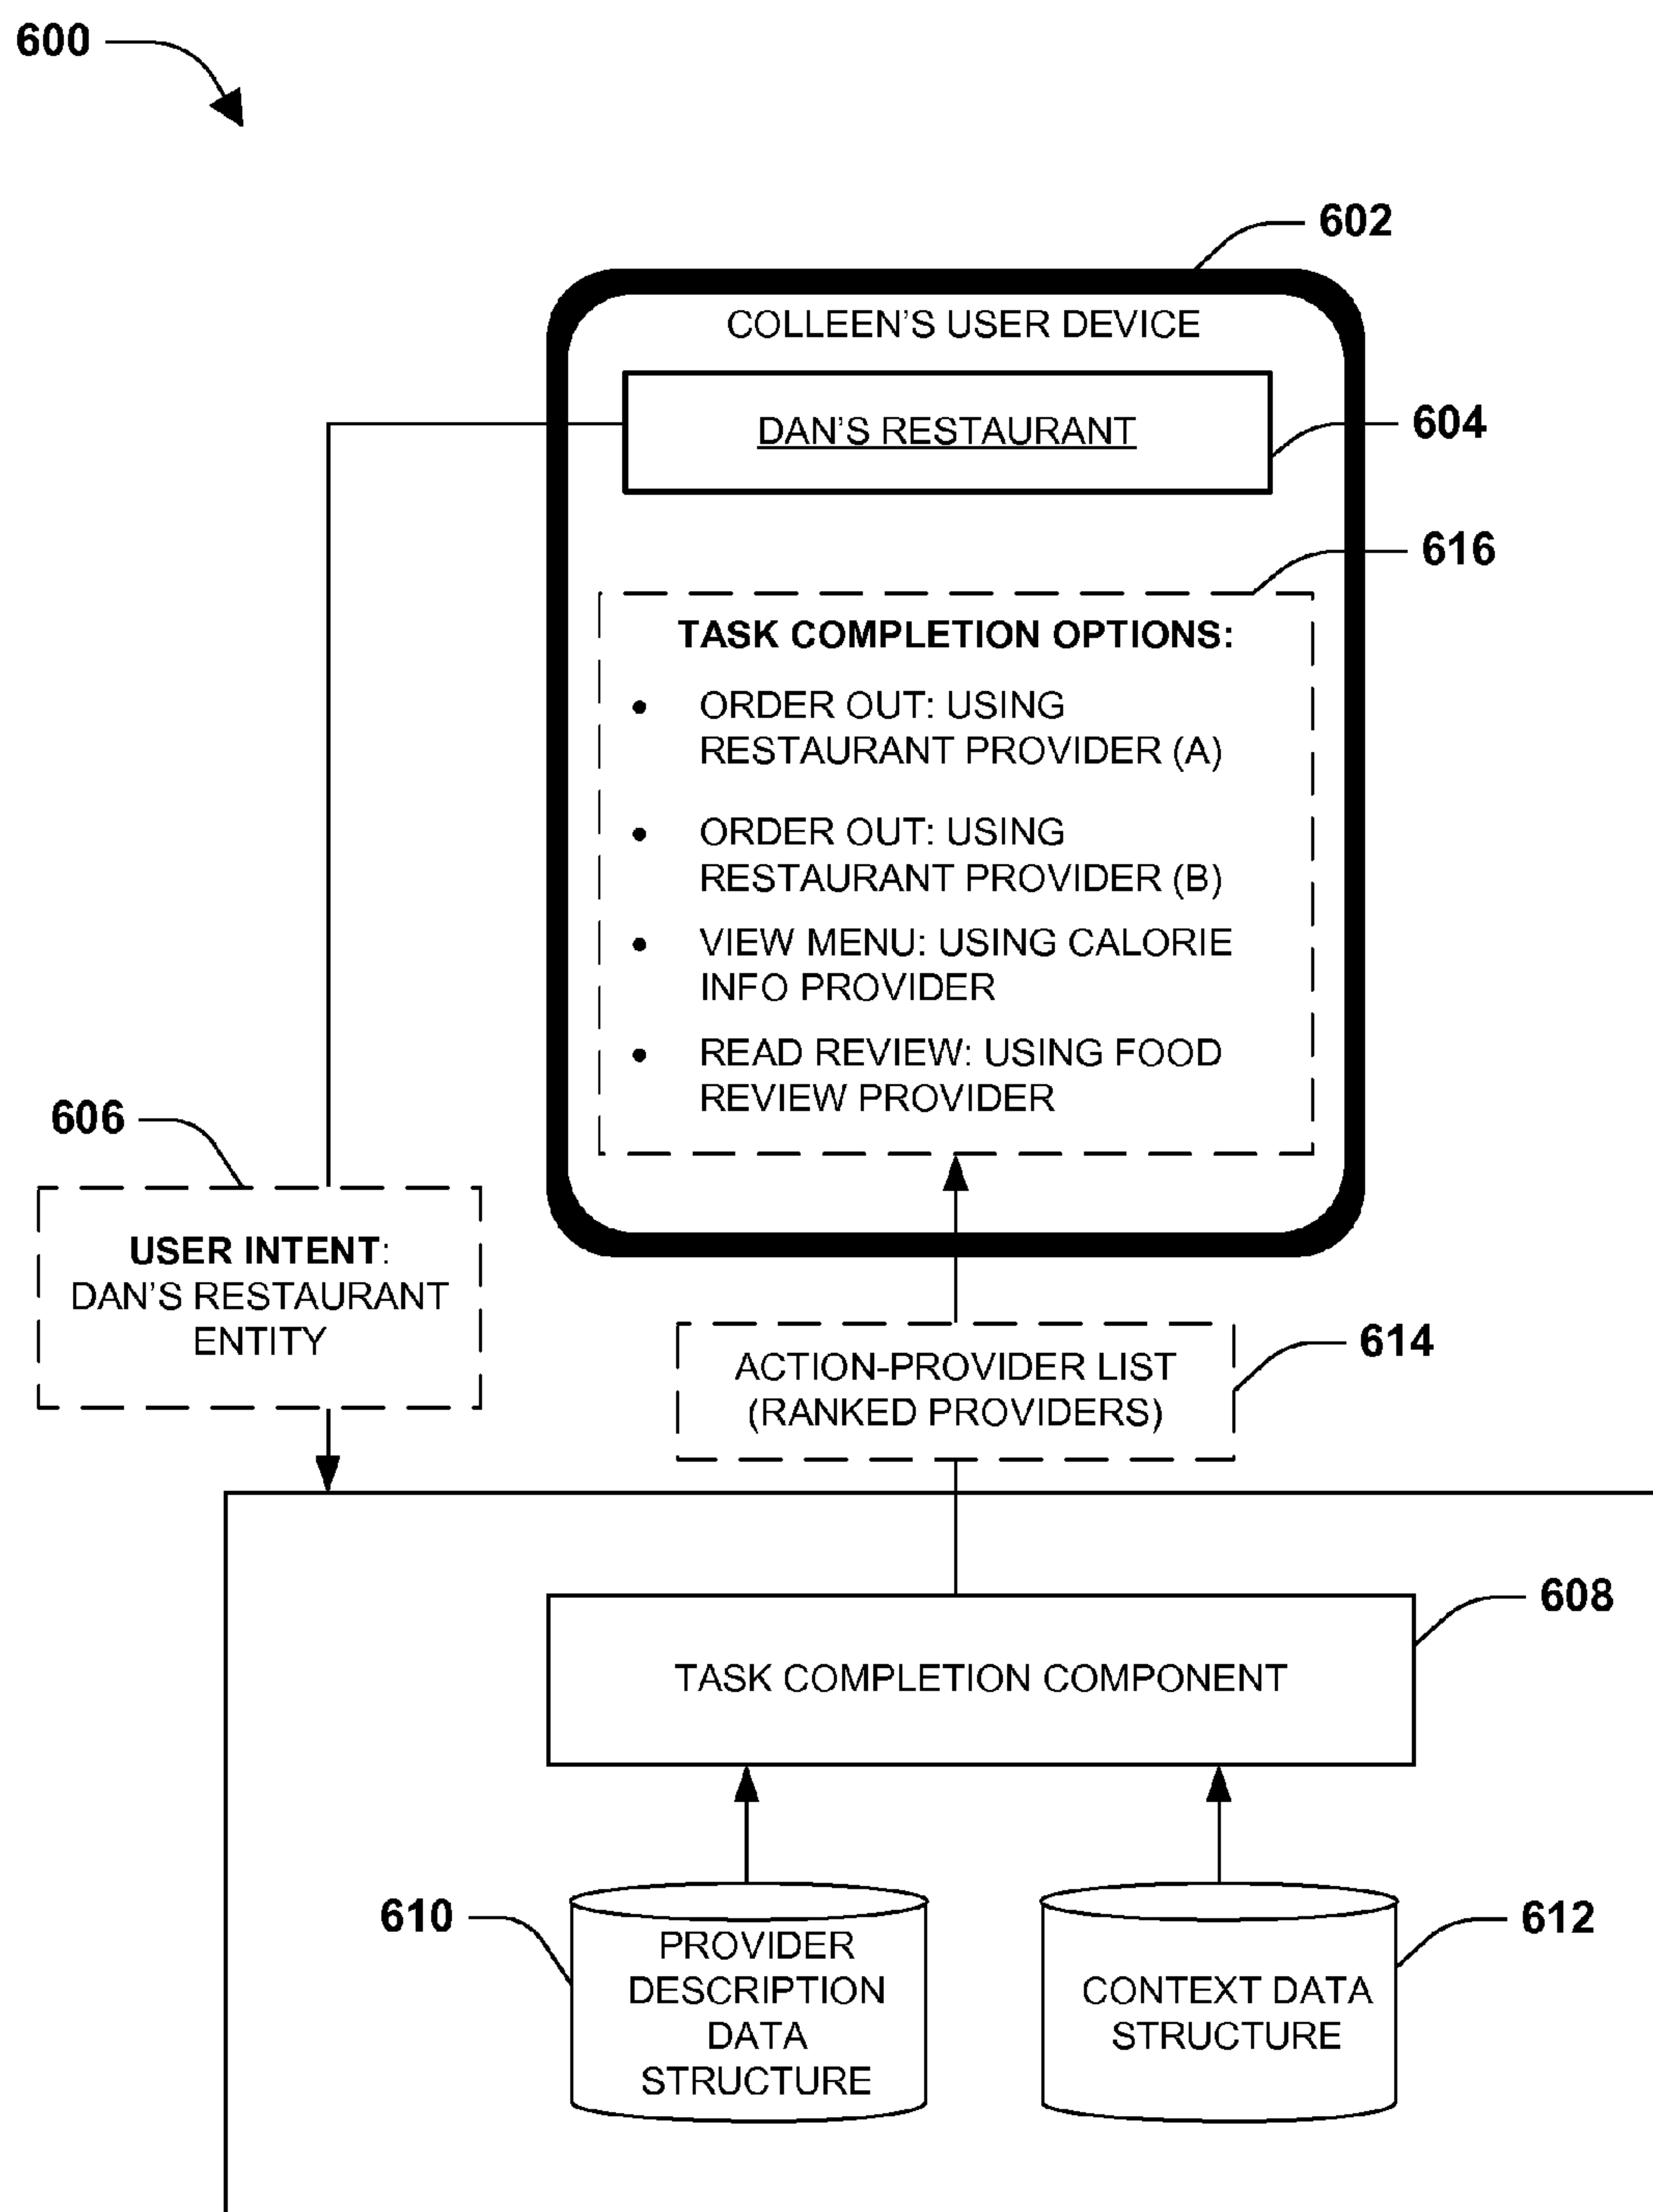 600
602
COLLEEN'S USER DEVICE
DAN'S RESTAURANT
604
616
TASK COMPLETION OPTIONS:
• ORDER OUT: USING
RESTAURANT PROVIDER (A)
• ORDER OUT: USING
RESTAURANT PROVIDER (B)
• VIEW MENU: USING CALORIE
INFO PROVIDER
• READ REVIEW: USING FOOD
REVIEW PROVIDER
606
USER INTENT:
DAN'S RESTAURANT
ENTITY
614
ACTION-PROVIDER LIST
(RANKED PROVIDERS)
608
TASK COMPLETION COMPONENT
610
PROVIDER
DESCRIPTION
DATA
STRUCTURE
612
CONTEXT DATA
STRUCTURE